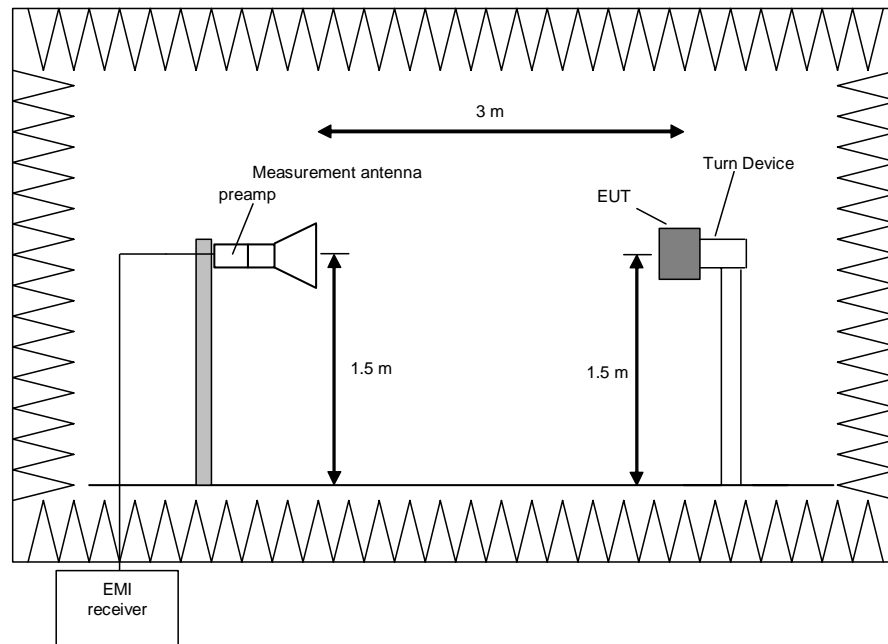 3 m
Measurement antenna
preamp
Turn Device
EUT
1.5 m
1.5 m
EMI
receiver